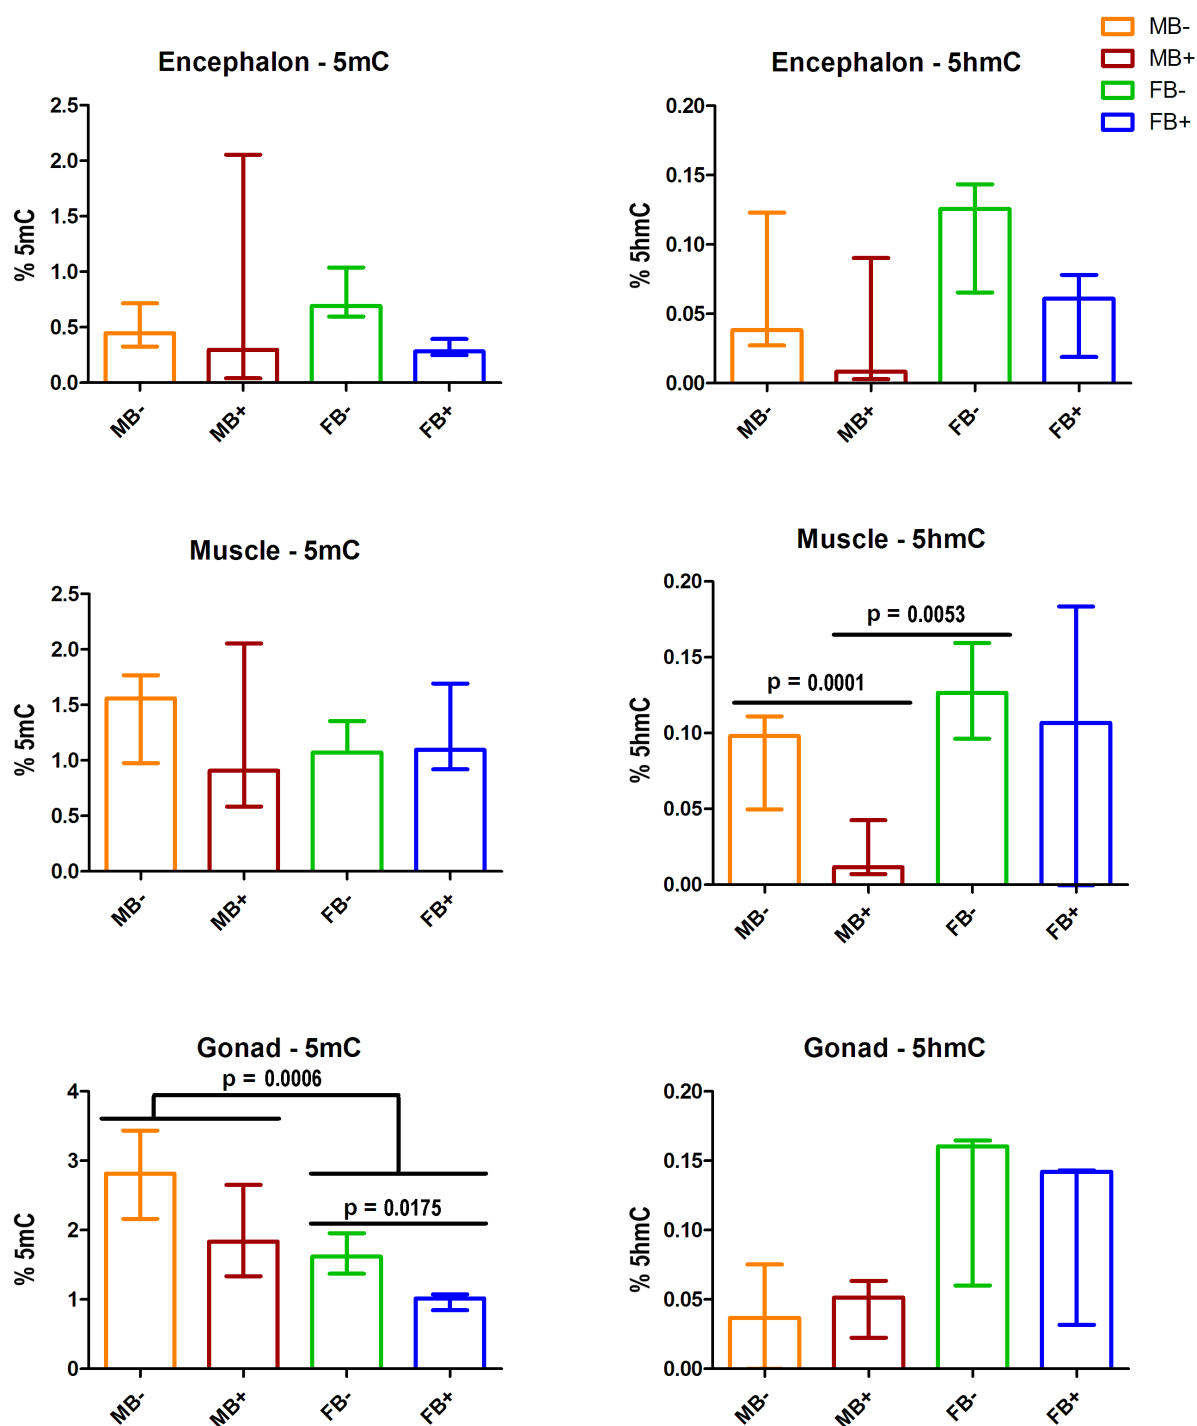 MB-
MB+
FB-
FB+
Encephalon - 5mC
% 5mC
2.5
2.0
1.5
1.0
0.5
0.0
MB-
MB+
FB-
FB+
Encephalon - 5hmC
% 5hmC
0.20
0.15
0.10
0.05
0.00
MB-
MB+
FB-
FB+
Muscle - 5mC
% 5mC
2.5
2.0
1.5
1.0
0.5
0.0
MB-
MB+
FB-
FB+
Muscle - 5hmC
% 5hmC
0.20
0.15
0.10
0.05
0.00
p = 0.0053
p = 0.0001
MB-
MB+
FB-
FB+
Gonad - 5mC
% 5mC
4
3
2
1
0
p = 0.0006
p = 0.0175
MB-
MB+
FB-
FB+
Gonad - 5hmC
% 5hmC
0.20
0.15
0.10
0.05
0.00
MB-
MB+
FB-
FB+